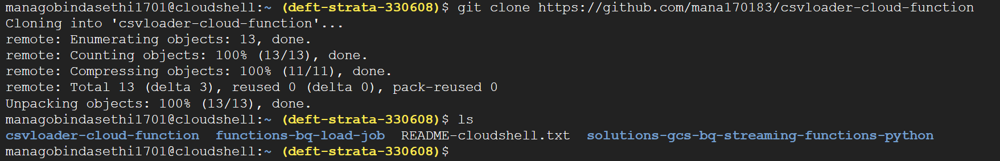 managobindasethi1701@cloudshell:~ (deft-strata-330608)$ git clone https://github.com/mana170183/csvloader-cloud-function
Cloning into 'csvloader-cloud-function'...
remote: Enumerating objects: 13, done.
remote: Counting objects: 100% (13/13), done.
remote: Compressing objects: 100% (11/11), done.
remote: Total 13 (delta 3), reused 0 (delta 0), pack-reused 0
Unpacking objects: 100% (13/13), done.
managobindasethi1701@cloudshell:~ (deft-strata-330608)$ ls
csvloader-cloud-function  functions-bq-load-job  README-cloudshell.txt  solutions-gcs-bq-streaming-functions-python
managobindasethi1701@cloudshell:~ (deft-strata-330608)$